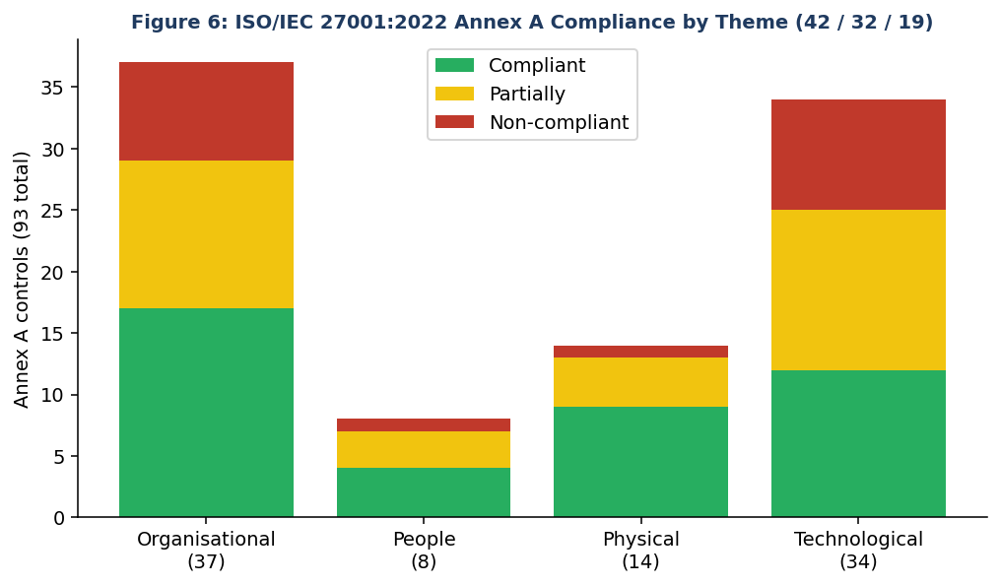 Figure 6: ISO/IEC 27001:2022 Annex A Compliance by Theme (42 / 32 / 19)
Compliant
Partially
Non-compliant
Annex A controls (93 total)
35
30
25
20
15
10
5
0
Organisational
(37)
People
(8)
Physical
(14)
Technological
(34)